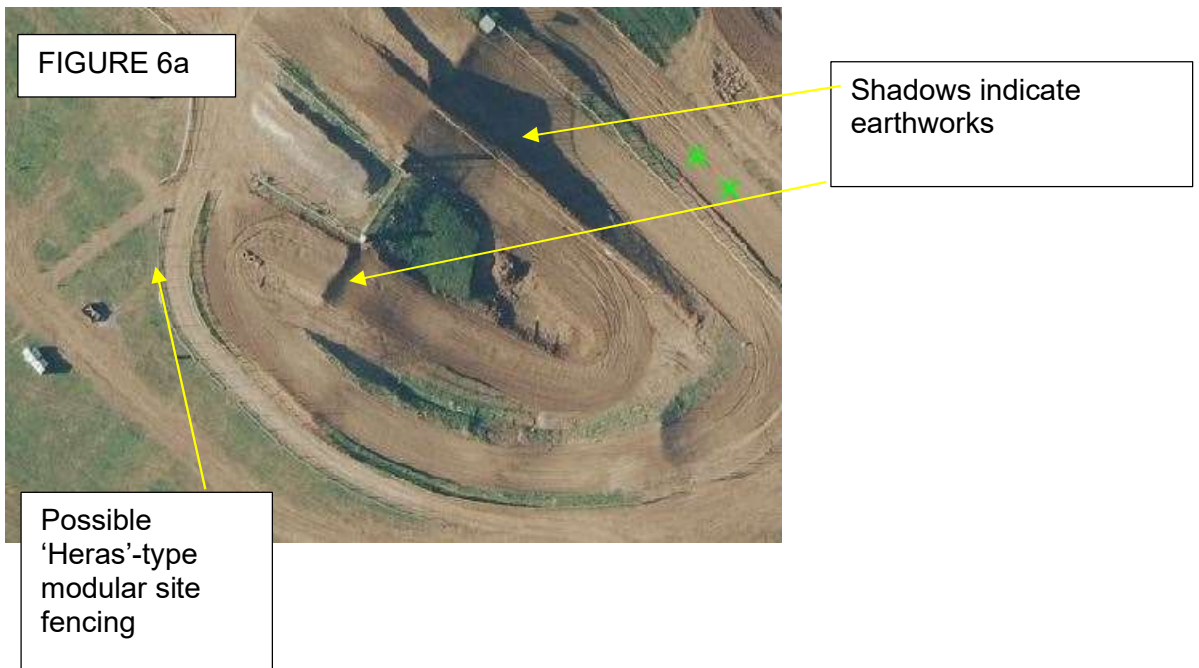 FIGURE 6a
Shadows indicate
earthworks
Possible
‘Heras’-type
modular site
fencing